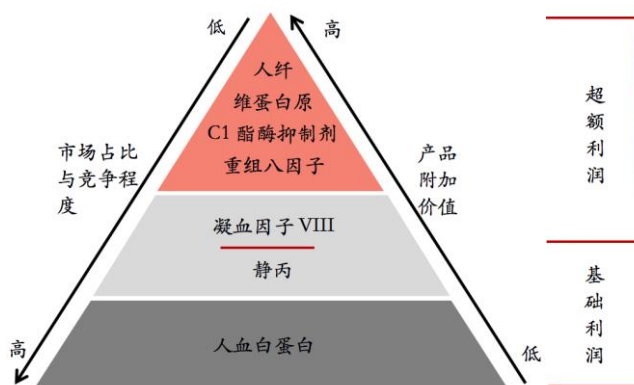 低
高
人纤
维蛋白原
C1 酯酶抑制剂
重组八因子
市场占比
与竞争程
度
产品
附加
价值
超
额
利
润
凝血因子 VIII
静丙
基
础
利
润
人血白蛋白
高
低